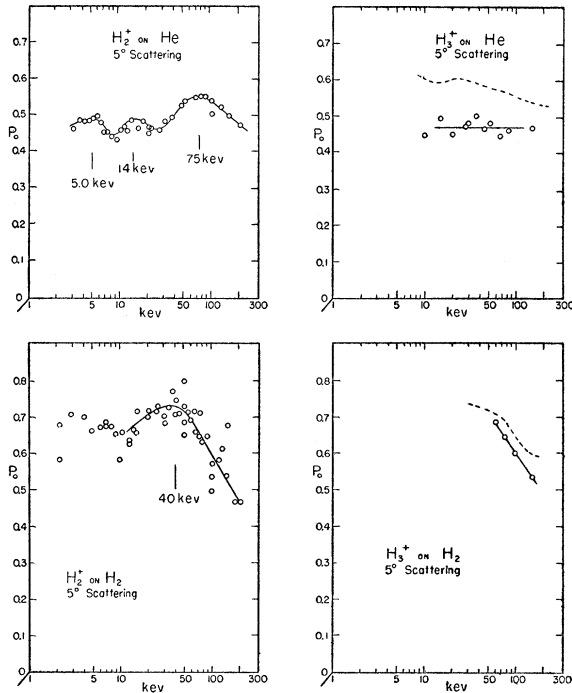 H₂⁺ ON He
5° Scattering
0.7
0.6
0.5
P₀
0.4
0.3
0.2
0.1
0
5.0 kev
14 kev
75 kev
1
5
10
50
100
300
kev
H₃⁺ ON He
5° Scattering
0.7
0.6
0.5
P₀
0.4
0.3
0.2
0.1
0
1
5
10
50
100
300
kev
0.8
0.7
0.6
P₀
0.5
0.4
0.3
0.2
0.1
0
40 kev
H₂⁺ ON H₂
5° Scattering
1
5
10
50
100
300
kev
0.8
0.7
0.6
P₀
0.5
0.4
0.3
0.2
0.1
0
H₃⁺ ON H₂
5° Scattering
1
5
10
50
100
300
kev